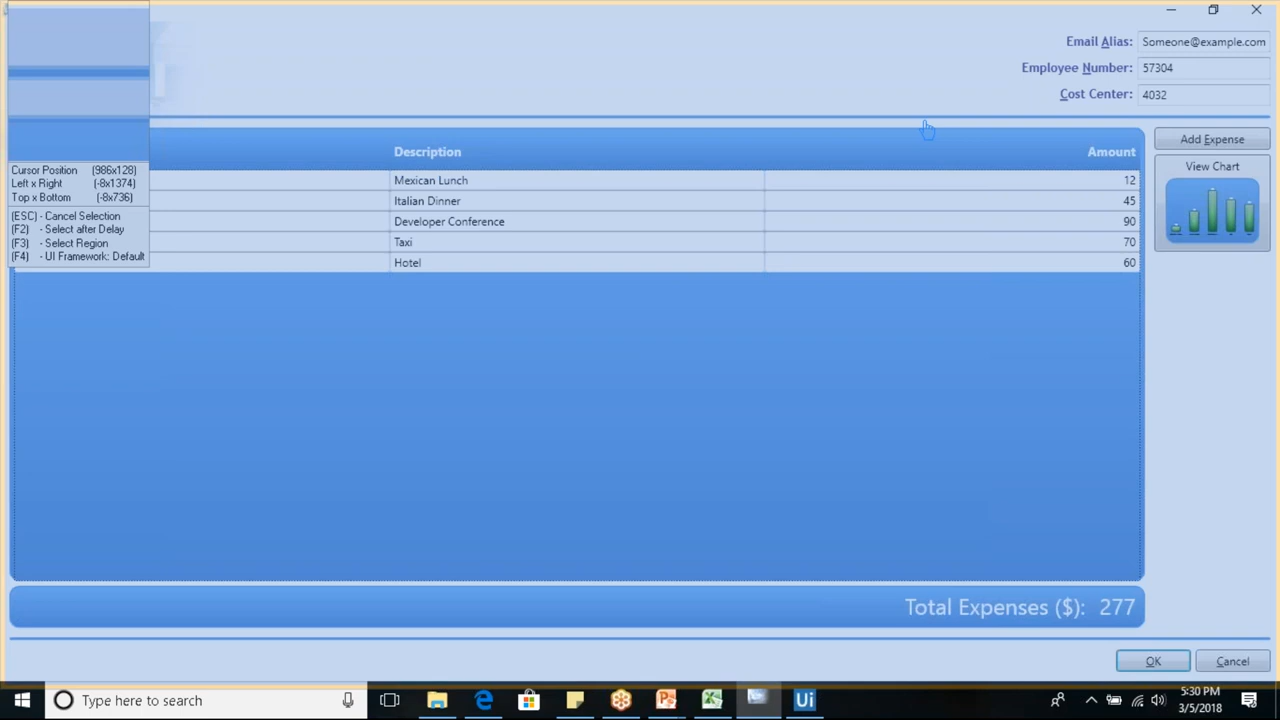 Email Alias: Someone@example.com
Employee Number: 57304
Cost Center: 4032
Cursor Position (986x128)
Left x Right (-8x1374)
Top x Bottom (-8x736)
(ESC) - Cancel Selection
(F2) - Select after Delay
(F3) - Select Region
(F4) - UI Framework: Default
Description Amount
Mexican Lunch 12
Italian Dinner 45
Developer Conference 90
Taxi 70
Hotel 60
Add Expense
View Chart
Total Expenses ($): 277
OK Cancel
Type here to search
Ui
5:30 PM
3/5/2018